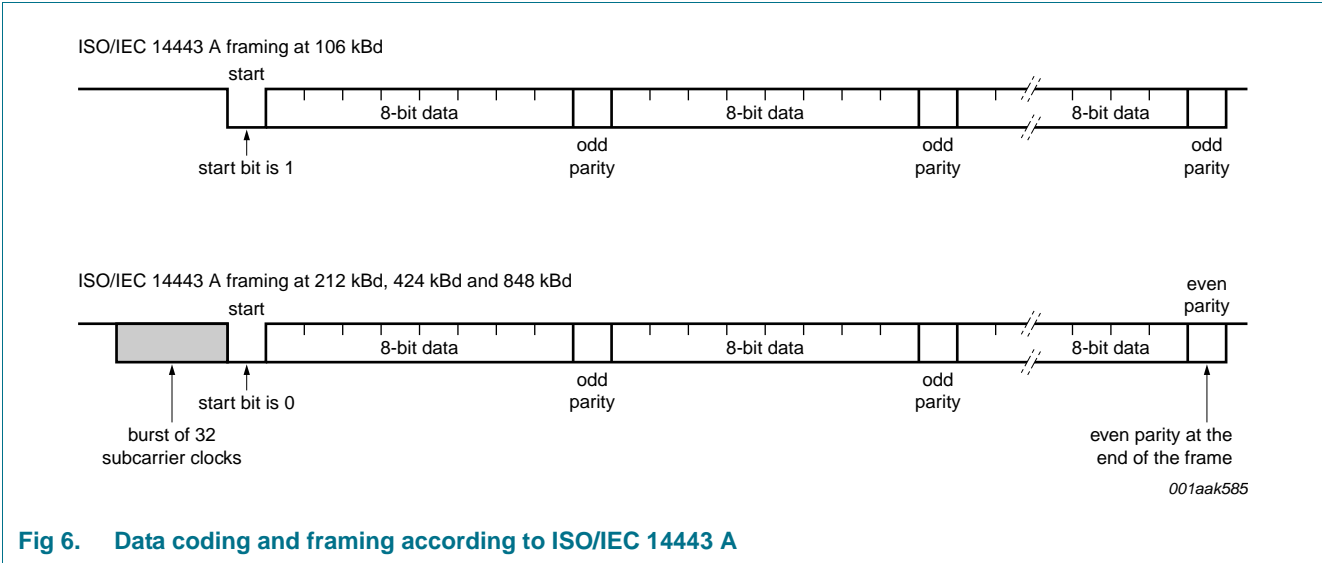 ISO/IEC 14443 A framing at 106 kBd
start
8-bit data
8-bit data
8-bit data
start bit is 1
odd
parity
odd
parity
odd
parity
ISO/IEC 14443 A framing at 212 kBd, 424 kBd and 848 kBd
start
even
parity
8-bit data
8-bit data
8-bit data
start bit is 0
odd
parity
odd
parity
burst of 32
subcarrier clocks
even parity at the
end of the frame
001aak585
Fig 6. Data coding and framing according to ISO/IEC 14443 A